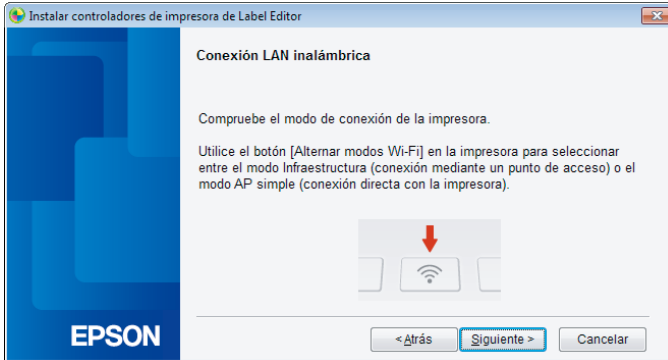 Instalar controladores de impresora de Label Editor
Conexión LAN inalámbrica
Compruebe el modo de conexión de la impresora.
Utilice el botón [Alternar modos Wi-Fi] en la impresora para seleccionar
entre el modo Infraestructura (conexión mediante un punto de acceso) o el
modo AP simple (conexión directa con la impresora).
EPSON
< Atrás
Siguiente >
Cancelar